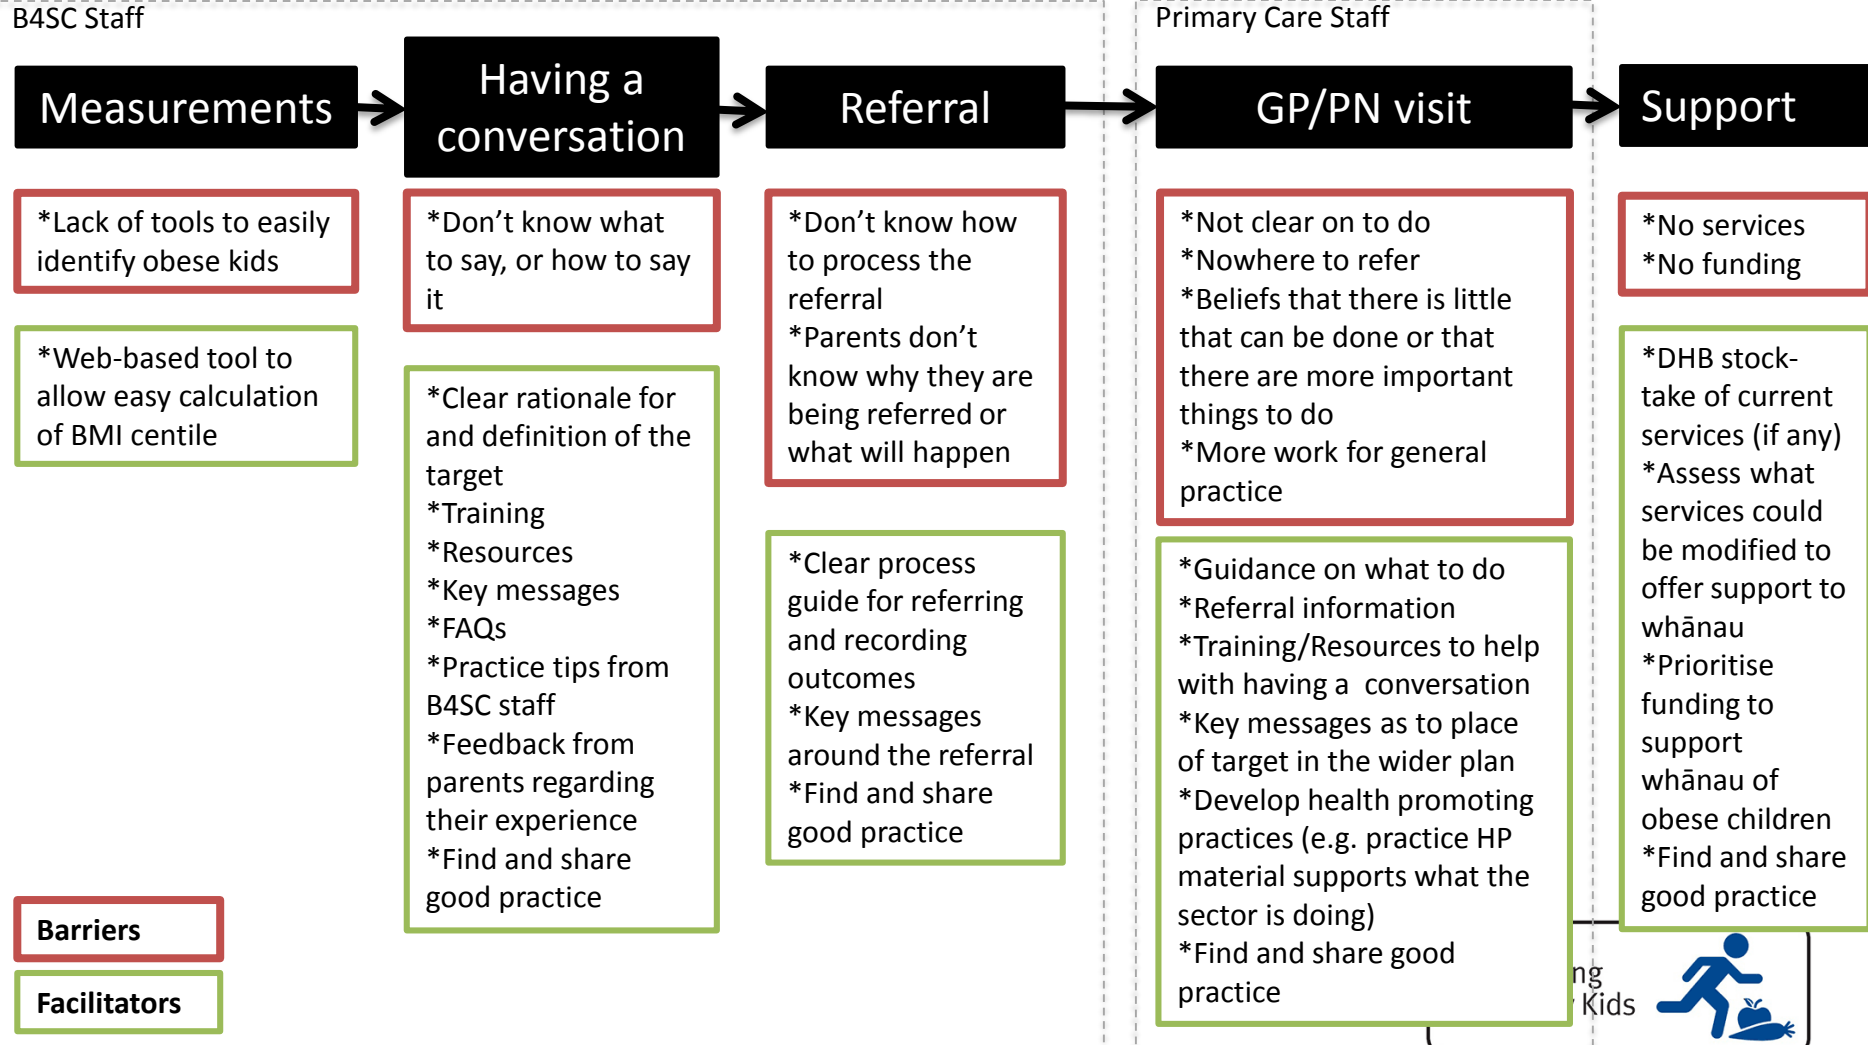 B4SC Staff
Primary Care Staff
Measurements
Having a
conversation
Referral
GP/PN visit
Support
*Lack of tools to easily
identify obese kids
*Web-based tool to
allow easy calculation
of BMI centile
*Don’t know what
to say, or how to say
it
*Clear rationale for
and definition of the
target
*Training
*Resources
*Key messages
*FAQs
*Practice tips from
B4SC staff
*Feedback from
parents regarding
their experience
*Find and share
good practice
*Don’t know how
to process the
referral
*Parents don’t
know why they are
being referred or
what will happen
*Clear process
guide for referring
and recording
outcomes
*Key messages
around the referral
*Find and share
good practice
*Not clear on to do
*Nowhere to refer
*Beliefs that there is little
that can be done or that
there are more important
things to do
*More work for general
practice
*Guidance on what to do
*Referral information
*Training/Resources to help
with having a conversation
*Key messages as to place
of target in the wider plan
*Develop health promoting
practices (e.g. practice HP
material supports what the
sector is doing)
*Find and share good
practice
*No services
*No funding
*DHB stock-
take of current
services (if any)
*Assess what
services could
be modified to
offer support to
whānau
*Prioritise
funding to
support
whānau of
obese children
*Find and share
good practice
Barriers
Facilitators
Kids